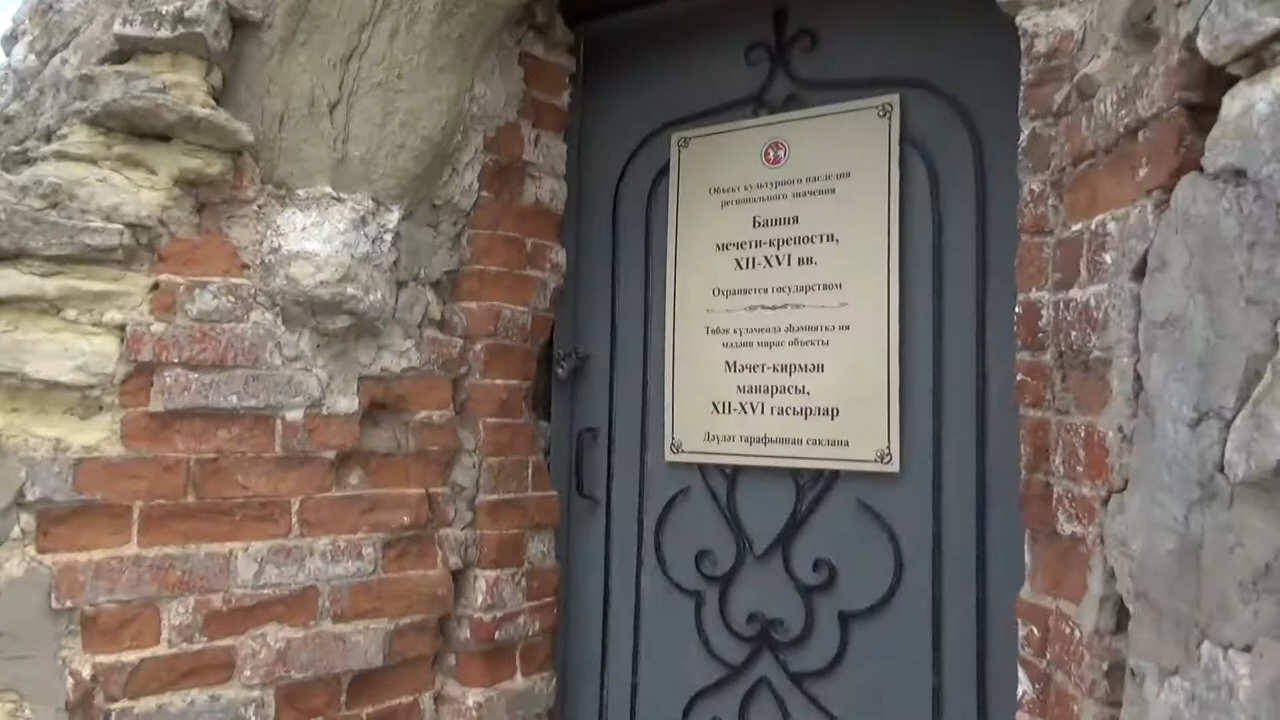 Объект культурного наследия
регионального значения
Башня
мечети-крепости,
XII-XVI вв.
Охраняется государством
Төбәк күләмендә әһәмияткә ия
мәдәни мирас объекты
Мәчет-кирмән
манарасы,
XII-XVI гасырлар
Дәүләт тарафыннан саклана